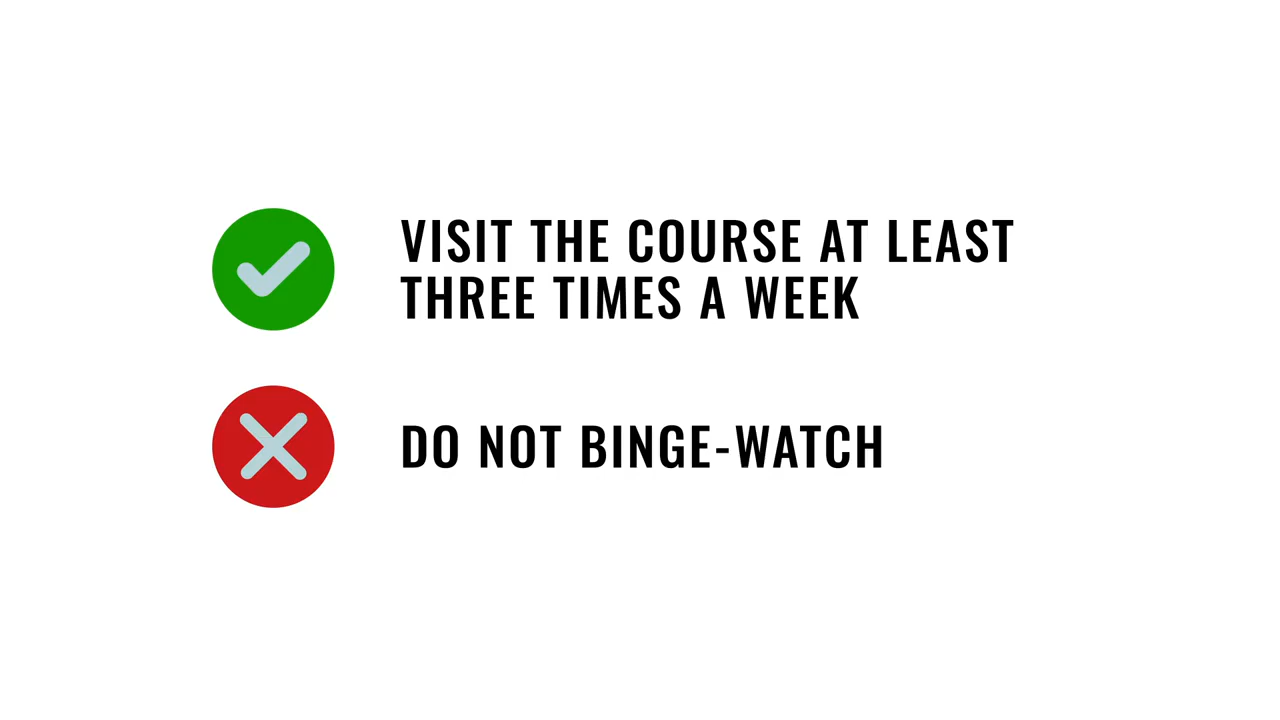 VISIT THE COURSE AT LEAST
THREE TIMES A WEEK
DO NOT BINGE-WATCH